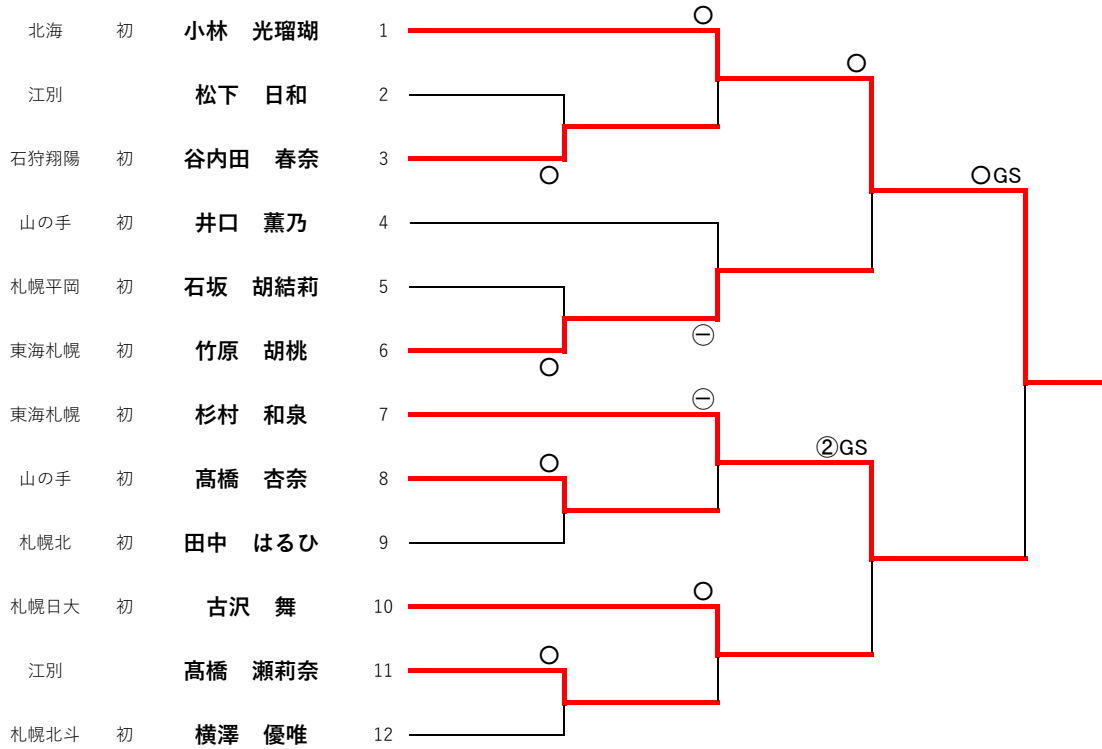 北海 初 小林 光瑠瑚 1 〇
〇
江別 松下 日和 2
石狩翔陽 初 谷内田 春奈 3
〇 〇GS
山の手 初 井口 薫乃 4
札幌平岡 初 石坂 胡結莉 5
東海札幌 初 竹原 胡桃 6 ㊀
〇
東海札幌 初 杉村 和泉 7 ㊀
②GS
山の手 初 髙橋 杏奈 8 〇
札幌北 初 田中 はるひ 9
札幌日大 初 古沢 舞 10 〇
江別 髙橋 瀬莉奈 11 〇
札幌北斗 初 横澤 優唯 12